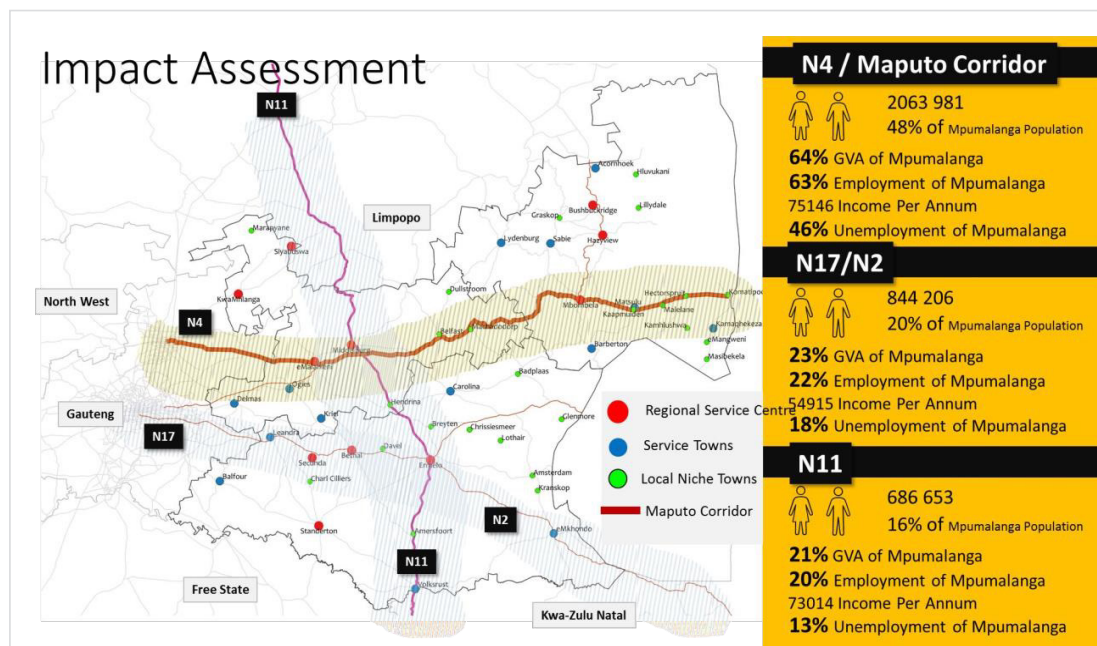 Impact Assessment
N11
Limpopo
North West
N4
Gauteng
N17
N2
N11
Free State
Kwa-Zulu Natal
Acornhoek
Hluvukani
Bushbuckridge
Lillydale
Graskop
Marapyane
Siyabuswa
Lydenburg
Sabie
Hazyview
KwaMhlanga
Dullstroom
Mbombela
Matsulu
Hectorspruit
Komatipoort
Kaapmuiden
Malelane
Belfast
Machadodorp
Kamhlushwa
Kamaqhekeza
Middelburg
eMalahleni
eMangweni
Masibekela
Barberton
Ogies
Badplaas
Delmas
Carolina
Hendrina
Kriel
Breyten
Chrissiesmeer
Glenmore
Leandra
Lothair
Bethal
Davel
Secunda
Ermelo
Balfour
Charl Cilliers
Amsterdam
Kranskop
Standerton
Amersfoort
eMkhondo
Volksrust
Regional Service Centre
Service Towns
Local Niche Towns
Maputo Corridor
N4 / Maputo Corridor
2063 981
48% of Mpumalanga Population
64% GVA of Mpumalanga
63% Employment of Mpumalanga
75146 Income Per Annum
46% Unemployment of Mpumalanga
N17/N2
844 206
20% of Mpumalanga Population
23% GVA of Mpumalanga
22% Employment of Mpumalanga
54915 Income Per Annum
18% Unemployment of Mpumalanga
N11
686 653
16% of Mpumalanga Population
21% GVA of Mpumalanga
20% Employment of Mpumalanga
73014 Income Per Annum
13% Unemployment of Mpumalanga